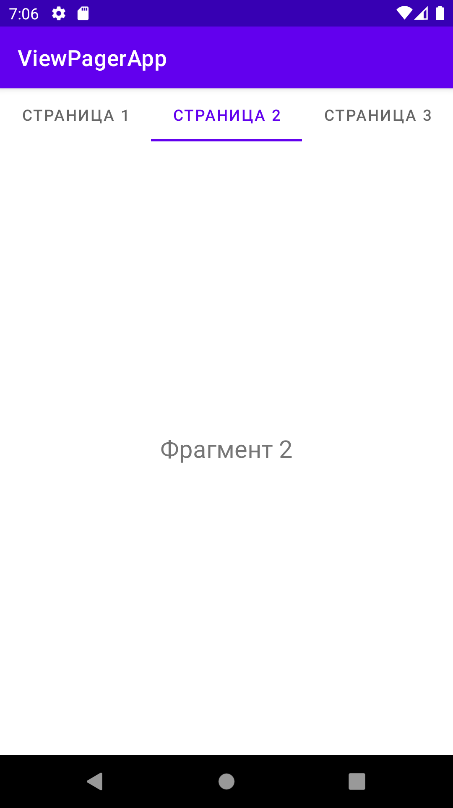 7:06
ViewPagerApp
СТРАНИЦА 1
СТРАНИЦА 2
СТРАНИЦА 3
Фрагмент 2